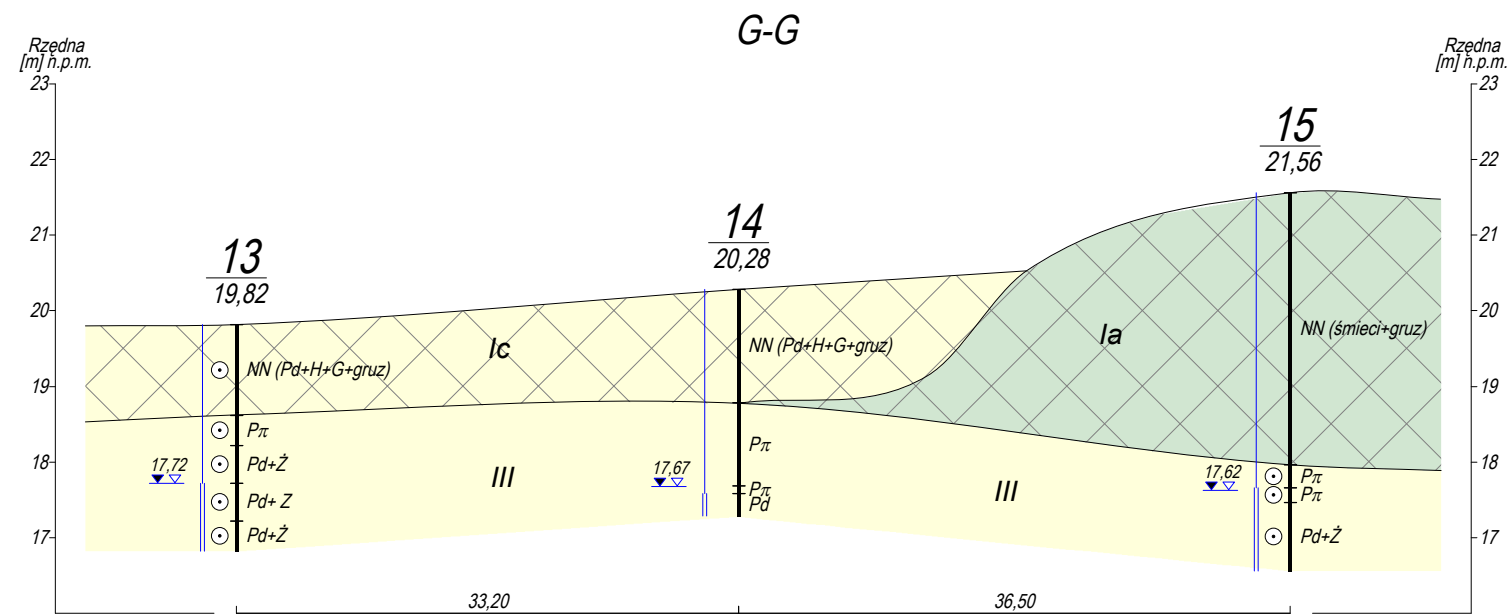 G-G
Rzędna
[m] n.p.m.
Rzędna
[m] n.p.m.
23
22
21
20
19
18
17
23
22
21
20
19
18
17
13
19,82
14
20,28
15
21,56
NN (Pd+H+G+gruz)
Pπ
Pd+Ż
Pd+ Z
Pd+Ż
17,72
Ic
III
NN (Pd+H+G+gruz)
Pπ
Pπ
Pd
17,67
Ia
III
NN (śmieci+gruz)
Pπ
Pπ
Pd+Ż
17,62
33,20
36,50